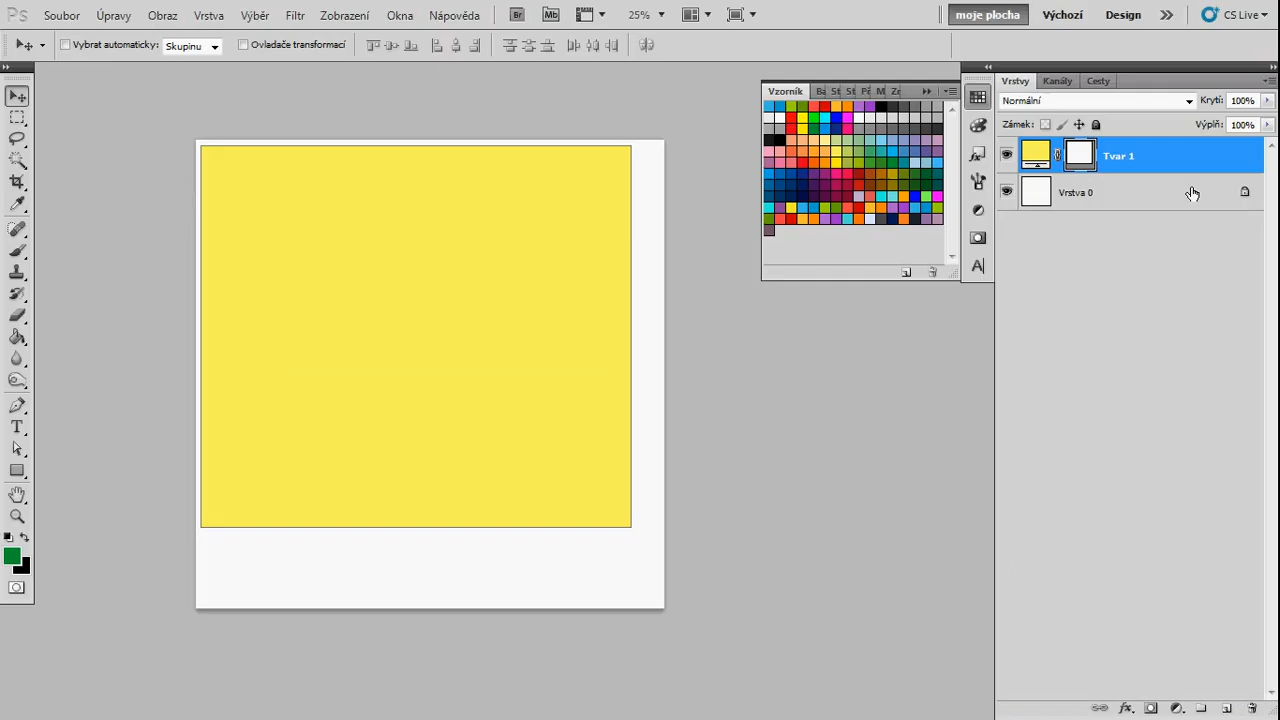 Ps Soubor Úpravy Obraz Vrstva Výběr Filtr Zobrazení Okna Nápověda Br Mb 25% moje plocha Výchozí Design CS Live
Vybrat automaticky: Skupinu Ovladače transformací
Vrstvy Kanály Cesty
Vzorník
Normální Krytí: 100%
Zámek: Výplň: 100%
Tvar 1
Vrstva 0